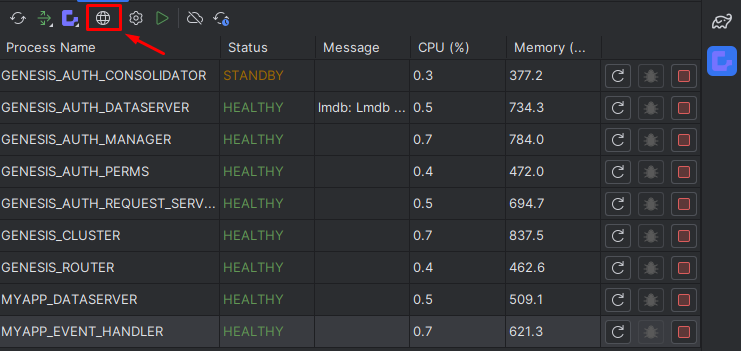 Process Name Status Message CPU (%) Memory (...
GENESIS_AUTH_CONSOLIDATOR STANDBY 0.3 377.2
GENESIS_AUTH_DATASERVER HEALTHY lmdb: Lmdb ... 0.5 734.3
GENESIS_AUTH_MANAGER HEALTHY 0.7 784.0
GENESIS_AUTH_PERMS HEALTHY 0.4 472.0
GENESIS_AUTH_REQUEST_SERV... HEALTHY 0.5 694.7
GENESIS_CLUSTER HEALTHY 0.7 837.5
GENESIS_ROUTER HEALTHY 0.4 462.6
MYAPP_DATASERVER HEALTHY 0.5 509.1
MYAPP_EVENT_HANDLER HEALTHY 0.7 621.3